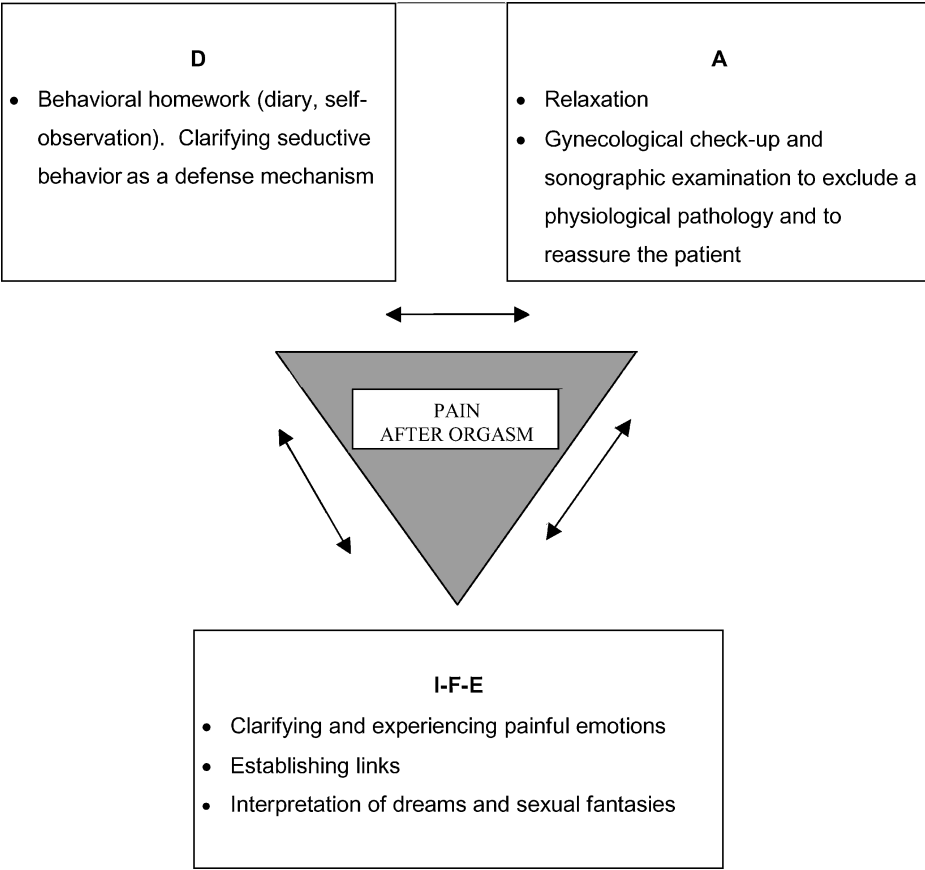 D
• Behavioral homework (diary, self-
observation). Clarifying seductive
behavior as a defense mechanism
A
• Relaxation
• Gynecological check-up and
sonographic examination to exclude a
physiological pathology and to
reassure the patient
PAIN
AFTER ORGASM
I-F-E
• Clarifying and experiencing painful emotions
• Establishing links
• Interpretation of dreams and sexual fantasies